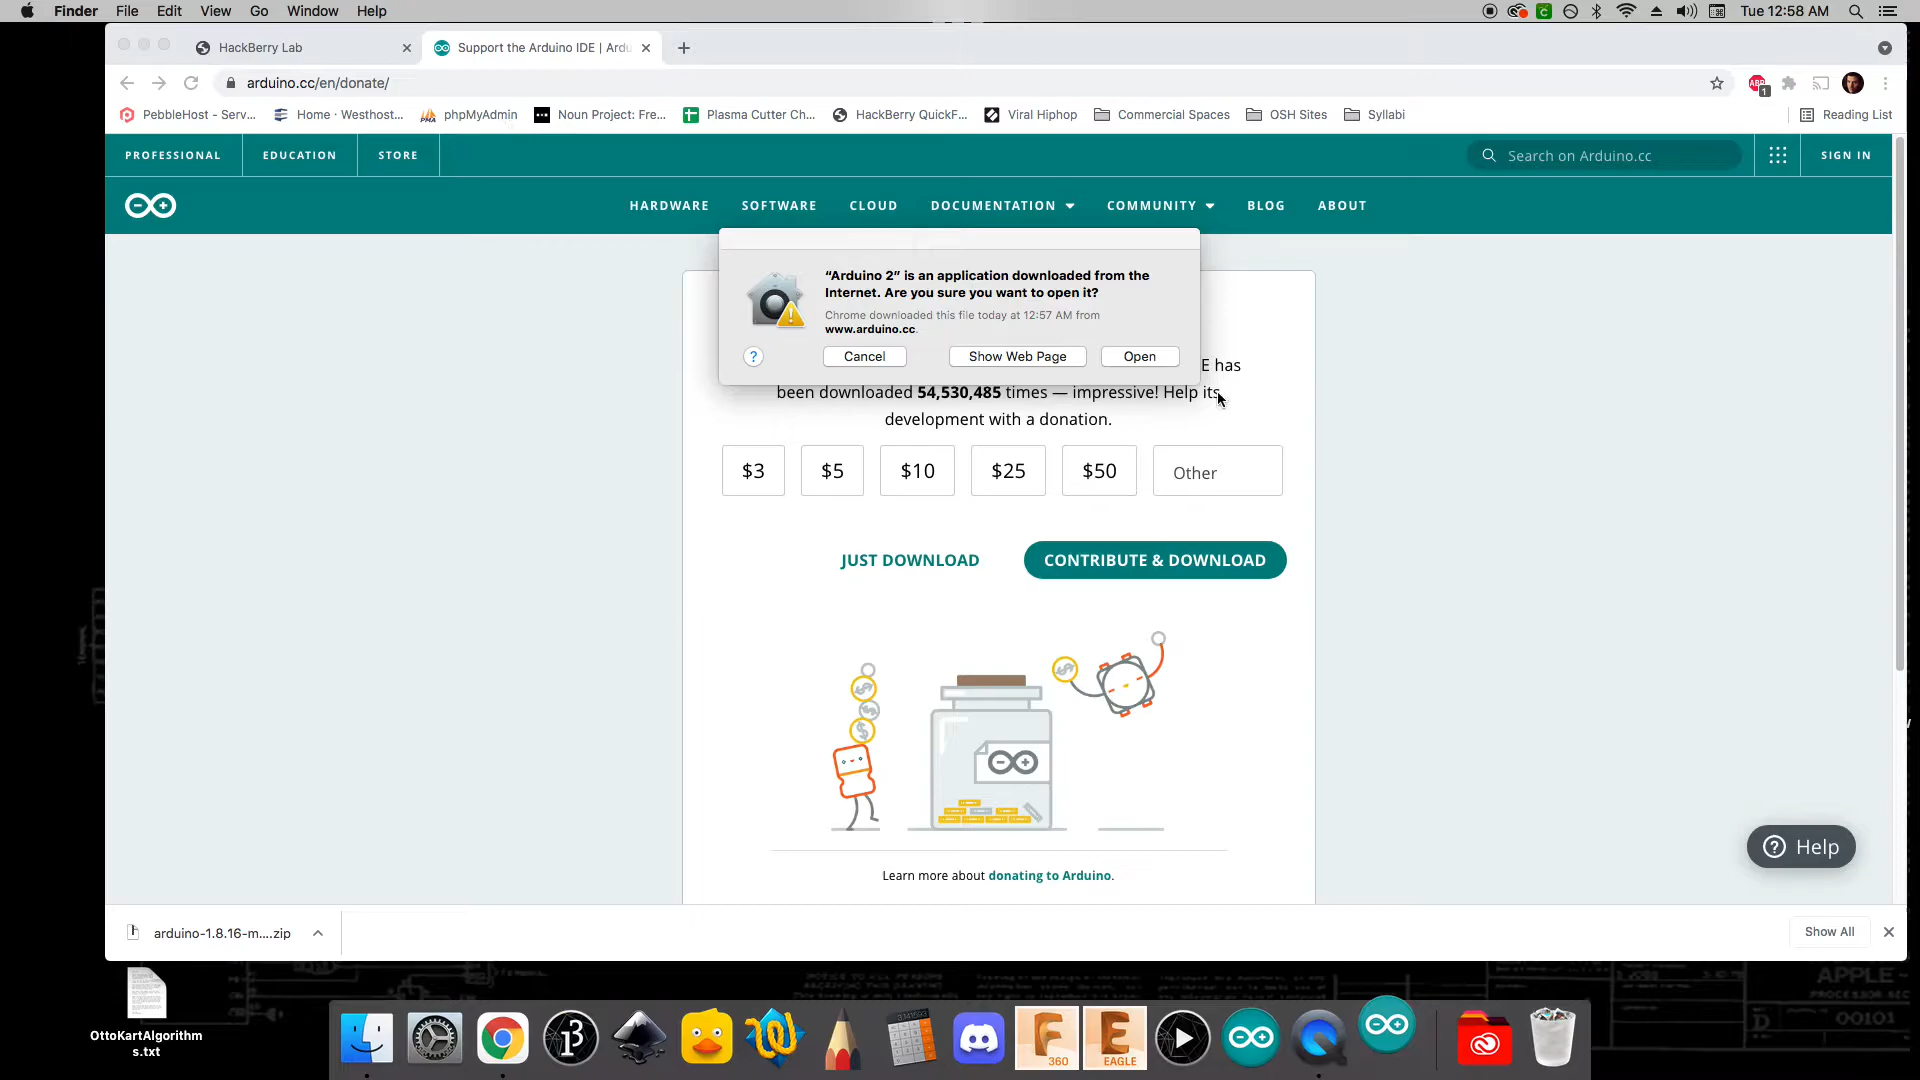 Finder File Edit View Go Window Help Tue 12:58 AM
HackBerry Lab Support the Arduino IDE | Ardu
arduino.cc/en/donate/
PebbleHost - Serv... Home · Westhost... phpMyAdmin Noun Project: Fre... Plasma Cutter Ch... HackBerry QuickF... Viral Hiphop Commercial Spaces OSH Sites Syllabi Reading List
PROFESSIONAL EDUCATION STORE Search on Arduino.cc SIGN IN
HARDWARE SOFTWARE CLOUD DOCUMENTATION COMMUNITY BLOG ABOUT
“Arduino 2” is an application downloaded from the
Internet. Are you sure you want to open it?
Chrome downloaded this file today at 12:57 AM from
www.arduino.cc.
? Cancel Show Web Page Open
E has
been downloaded 54,530,485 times — impressive! Help its
development with a donation.
$3 $5 $10 $25 $50 Other
JUST DOWNLOAD CONTRIBUTE & DOWNLOAD
Help
Learn more about donating to Arduino.
arduino-1.8.16-m....zip Show All
APPLE-
00101
OttoKartAlgorithm
s.txt
360 EAGLE